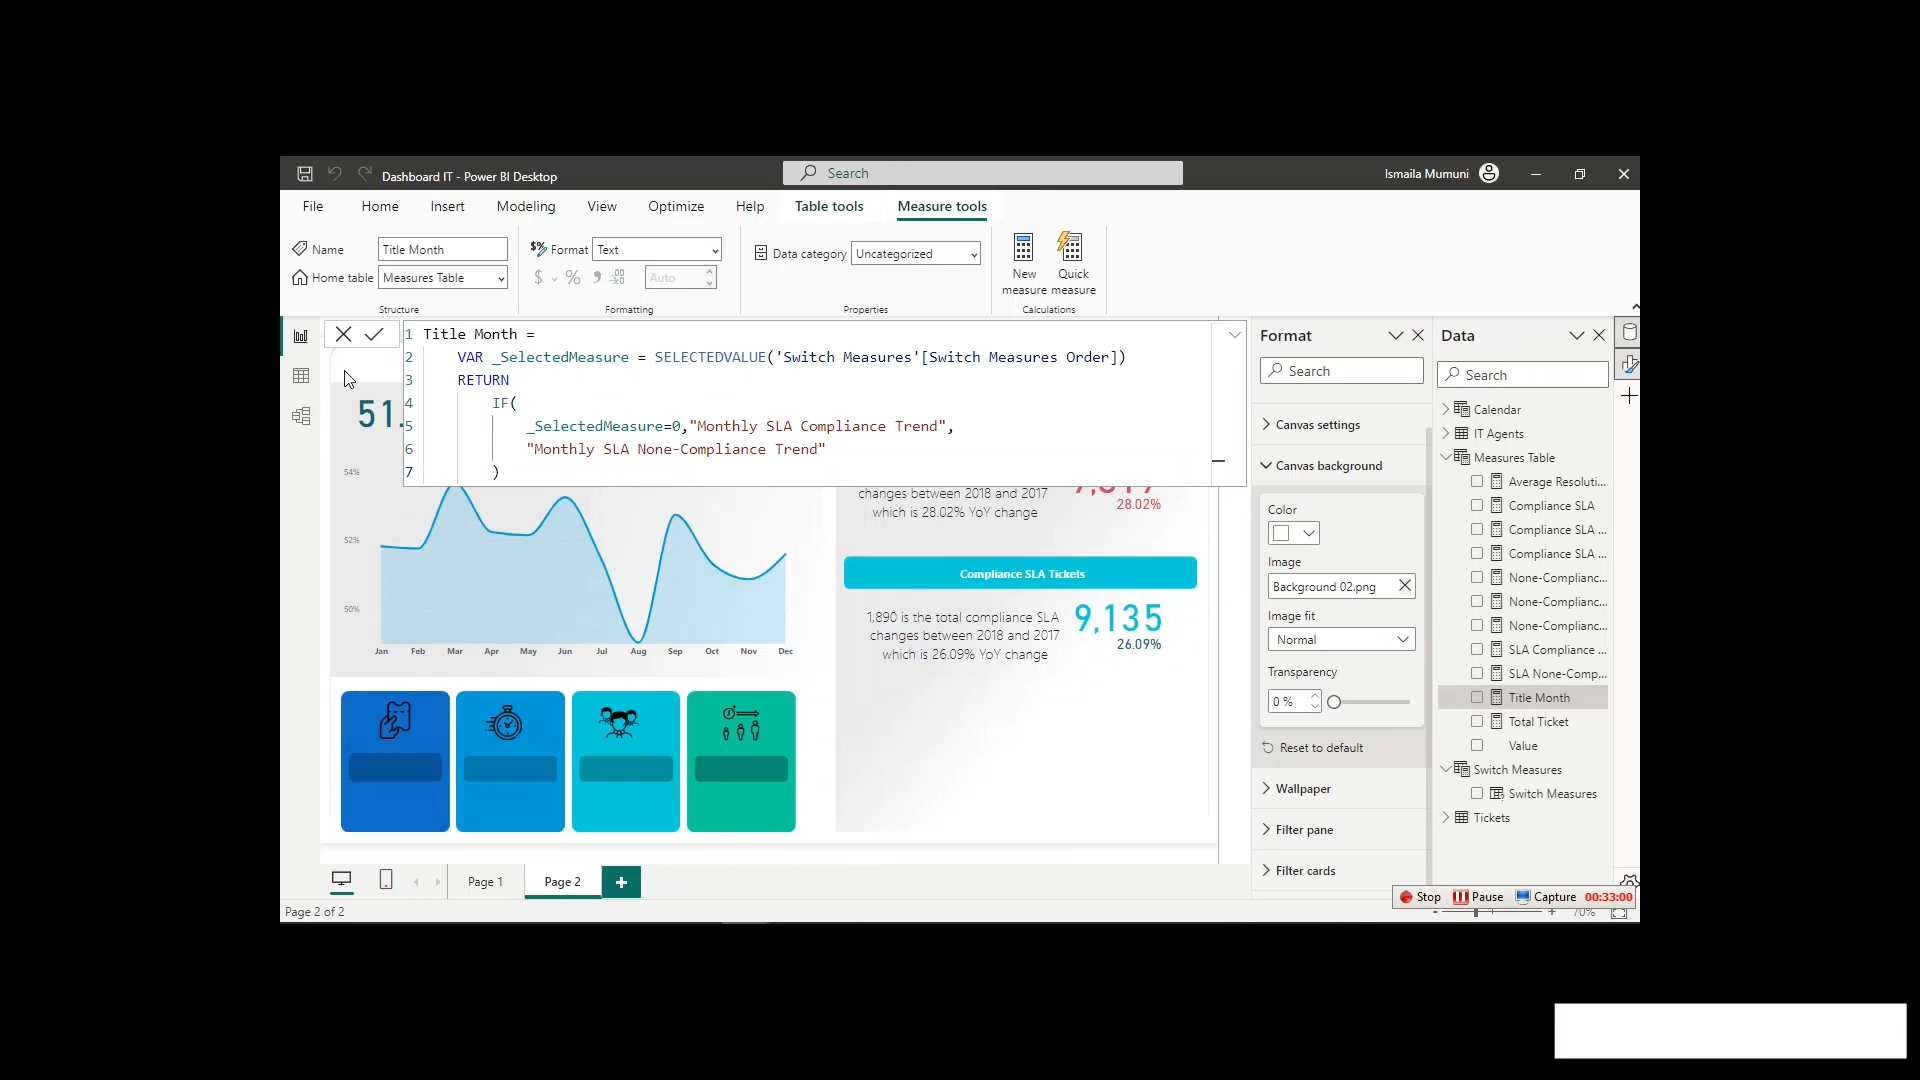 Dashboard IT - Power BI Desktop
Search
Ismaila Mumuni
File Home Insert Modeling View Optimize Help Table tools Measure tools
Name Title Month
Home table Measures Table
Structure
Format Text
$ % 9 Auto
Formatting
Data category Uncategorized
Properties
New measure
Quick measure
Calculations
1 Title Month =
2 VAR _SelectedMeasure = SELECTEDVALUE('Switch Measures'[Switch Measures Order])
3 RETURN
4 IF(
5 _SelectedMeasure=0,"Monthly SLA Compliance Trend",
6 "Monthly SLA None-Compliance Trend"
7 )
51.
54%
52%
50%
Jan Feb Mar Apr May Jun Jul Aug Sep Oct Nov Dec
changes between 2018 and 2017
which is 28.02% YoY change
28.02%
Compliance SLA Tickets
1,890 is the total compliance SLA
changes between 2018 and 2017
which is 26.09% YoY change
9,135
26.09%
Format
Search
Canvas settings
Canvas background
Color
Image
Background 02.png
Image fit
Normal
Transparency
0 %
Reset to default
Wallpaper
Filter pane
Filter cards
Data
Search
Calendar
IT Agents
Measures Table
Average Resoluti...
Compliance SLA
Compliance SLA ...
Compliance SLA ...
None-Complianc...
None-Complianc...
None-Complianc...
SLA Compliance ...
SLA None-Comp...
Title Month
Total Ticket
Value
Switch Measures
Switch Measures
Tickets
Page 1
Page 2
Stop Pause Capture 00:33:00
Page 2 of 2
70%